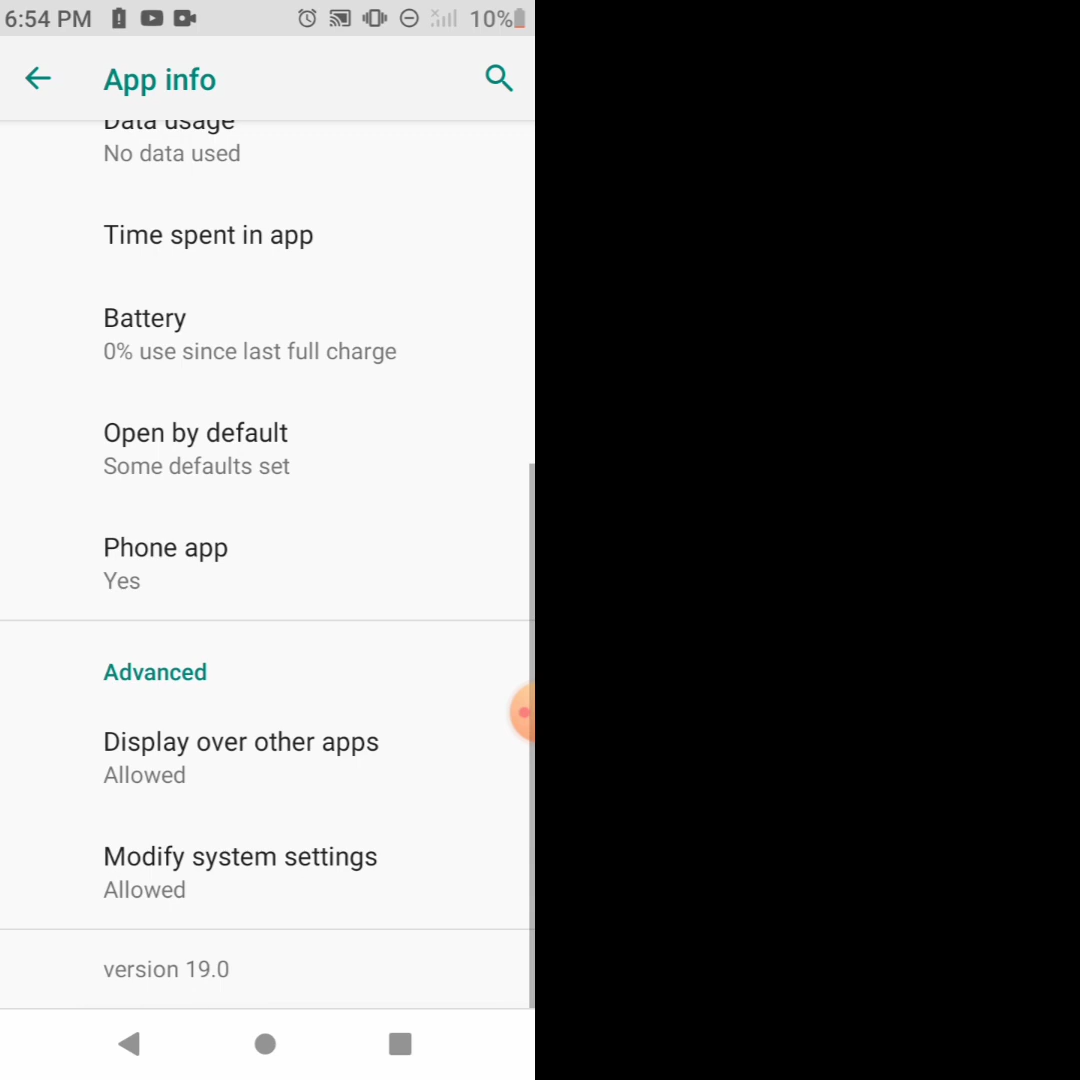 6:54 PM 10%
App info
Data usage
No data used
Time spent in app
Battery
0% use since last full charge
Open by default
Some defaults set
Phone app
Yes
Advanced
Display over other apps
Allowed
Modify system settings
Allowed
version 19.0